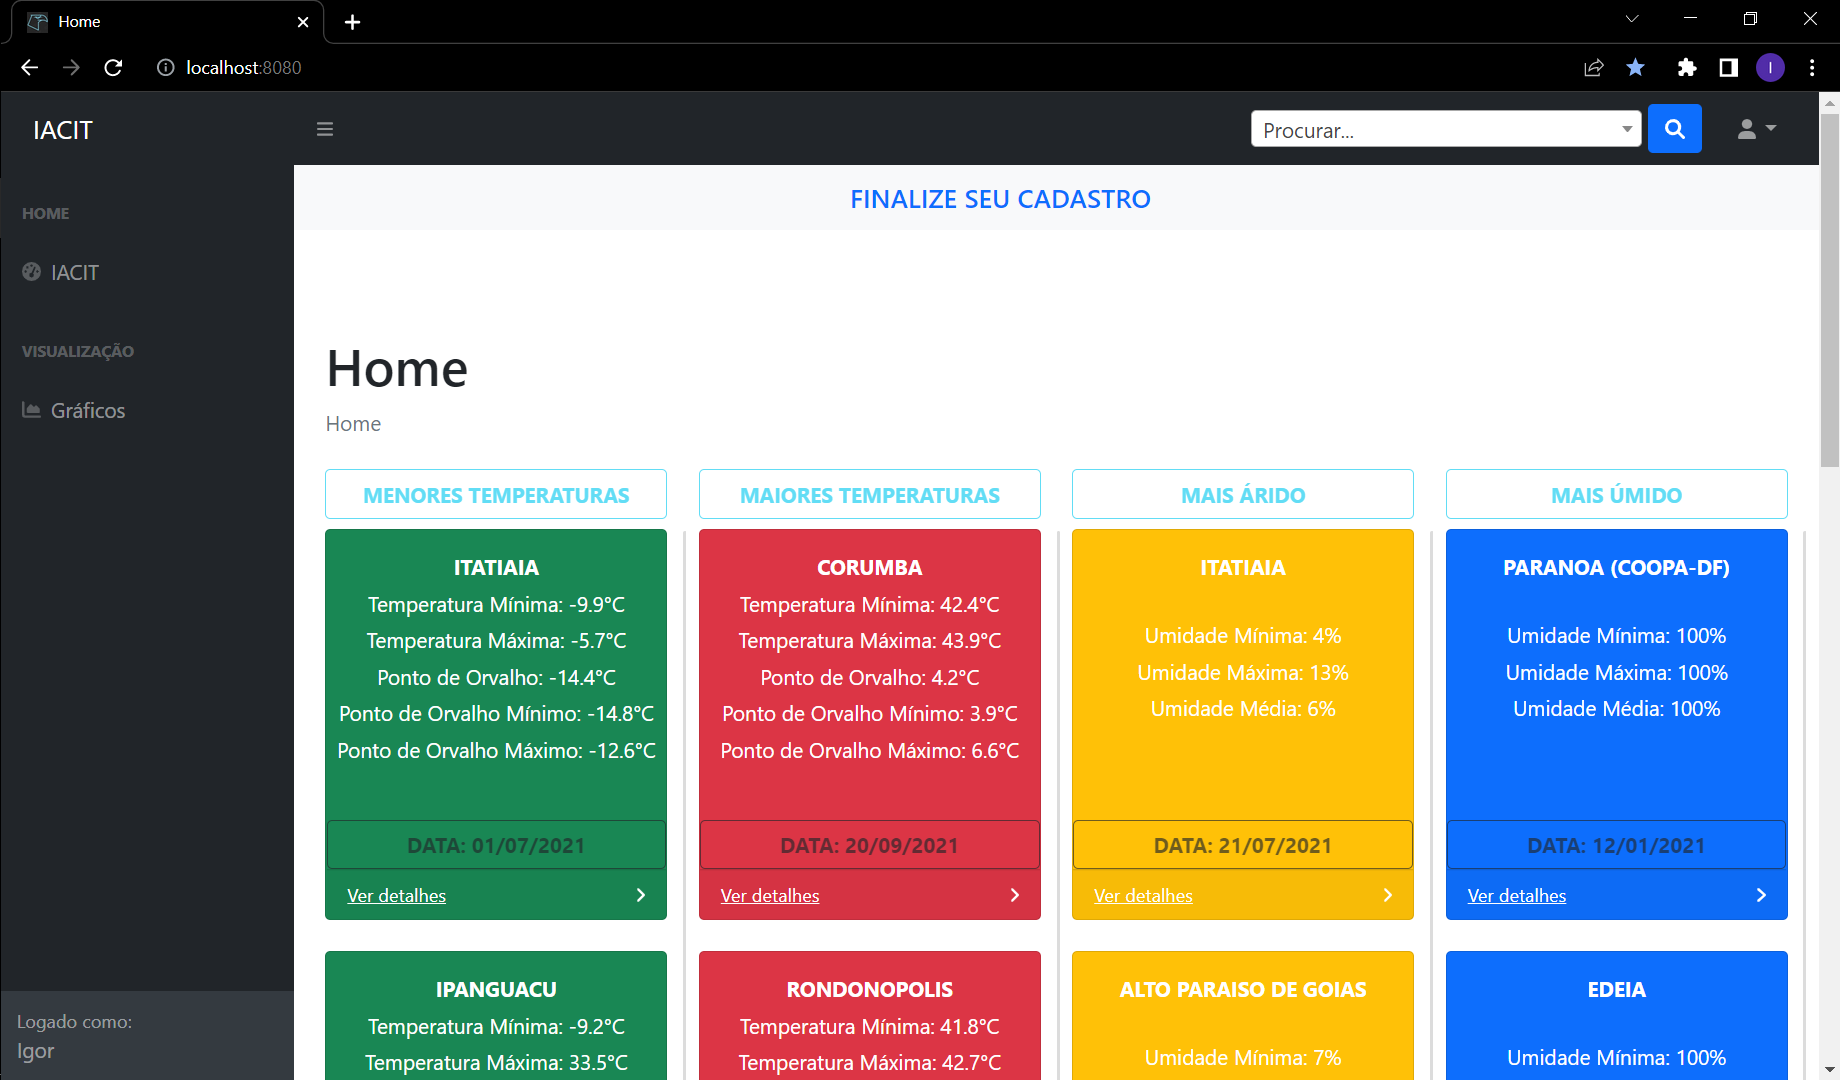 Home
localhost:8080
I
IACIT
Procurar...
HOME
IACIT
VISUALIZAÇÃO
Gráficos
Logado como:
Igor
FINALIZE SEU CADASTRO
Home
Home
MENORES TEMPERATURAS
ITATIAIA
Temperatura Mínima: -9.9°C
Temperatura Máxima: -5.7°C
Ponto de Orvalho: -14.4°C
Ponto de Orvalho Mínimo: -14.8°C
Ponto de Orvalho Máximo: -12.6°C
DATA: 01/07/2021
Ver detalhes
IPANGUACU
Temperatura Mínima: -9.2°C
Temperatura Máxima: 33.5°C
MAIORES TEMPERATURAS
CORUMBA
Temperatura Mínima: 42.4°C
Temperatura Máxima: 43.9°C
Ponto de Orvalho: 4.2°C
Ponto de Orvalho Mínimo: 3.9°C
Ponto de Orvalho Máximo: 6.6°C
DATA: 20/09/2021
Ver detalhes
RONDONOPOLIS
Temperatura Mínima: 41.8°C
Temperatura Máxima: 42.7°C
MAIS ÁRIDO
ITATIAIA
Umidade Mínima: 4%
Umidade Máxima: 13%
Umidade Média: 6%
DATA: 21/07/2021
Ver detalhes
ALTO PARAISO DE GOIAS
Umidade Mínima: 7%
MAIS ÚMIDO
PARANOA (COOPA-DF)
Umidade Mínima: 100%
Umidade Máxima: 100%
Umidade Média: 100%
DATA: 12/01/2021
Ver detalhes
EDEIA
Umidade Mínima: 100%